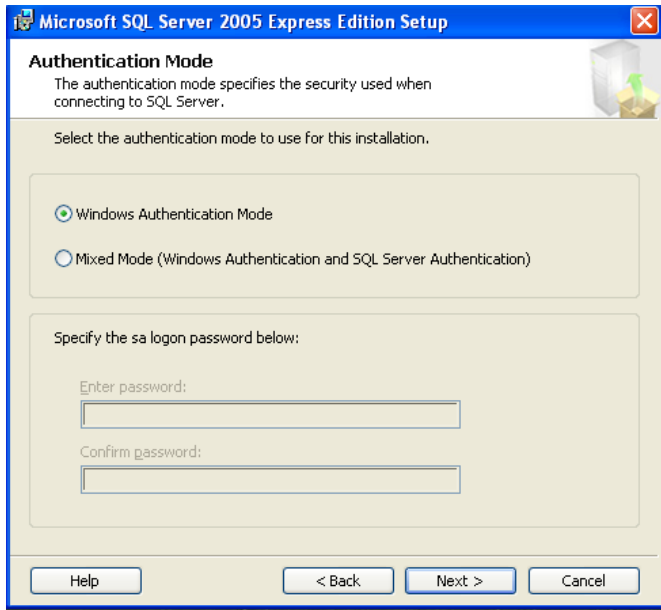 Microsoft SQL Server 2005 Express Edition Setup
Authentication Mode
The authentication mode specifies the security used when
connecting to SQL Server.
Select the authentication mode to use for this installation.
Windows Authentication Mode
Mixed Mode (Windows Authentication and SQL Server Authentication)
Specify the sa logon password below:
Enter password:
Confirm password:
Help
< Back
Next >
Cancel